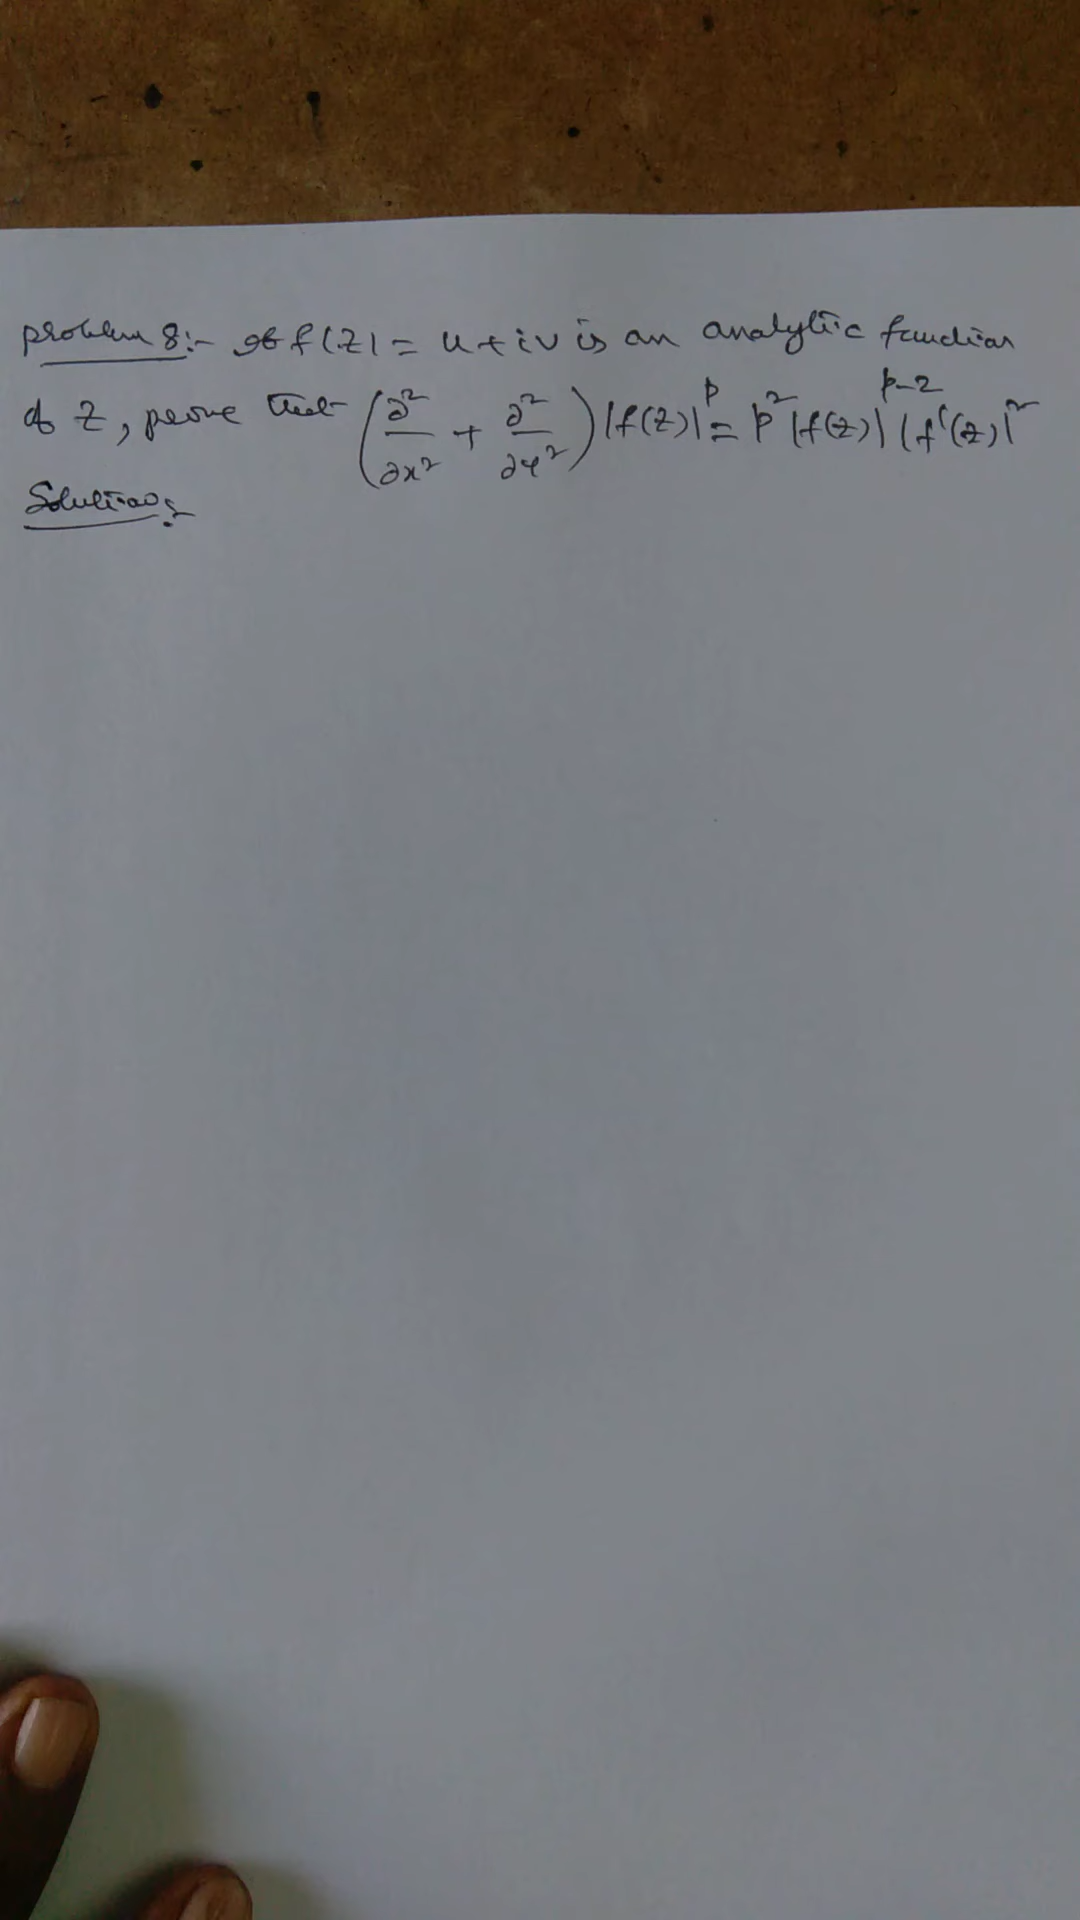 problem 8:- If f(z) = u+iv is an analytic function
of z, prove that (∂²/∂x² + ∂²/∂y²) |f(z)|^p = p² |f(z)|^(p-2) |f'(z)|²
Solution: